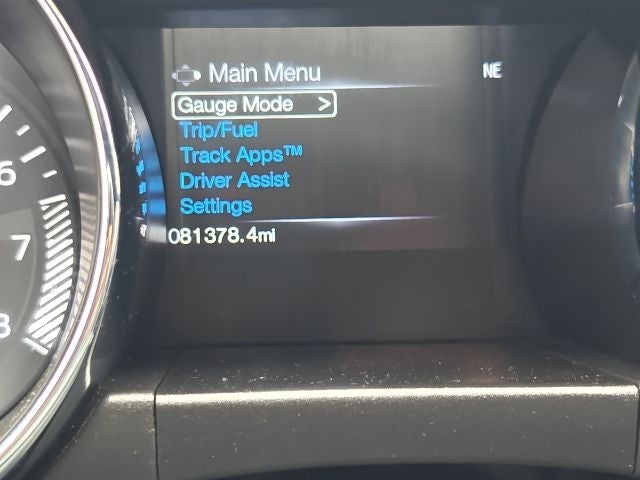 Main Menu
NE
Gauge Mode >
Trip/Fuel
Track Apps™
Driver Assist
Settings
081378.4mi
6
7
8